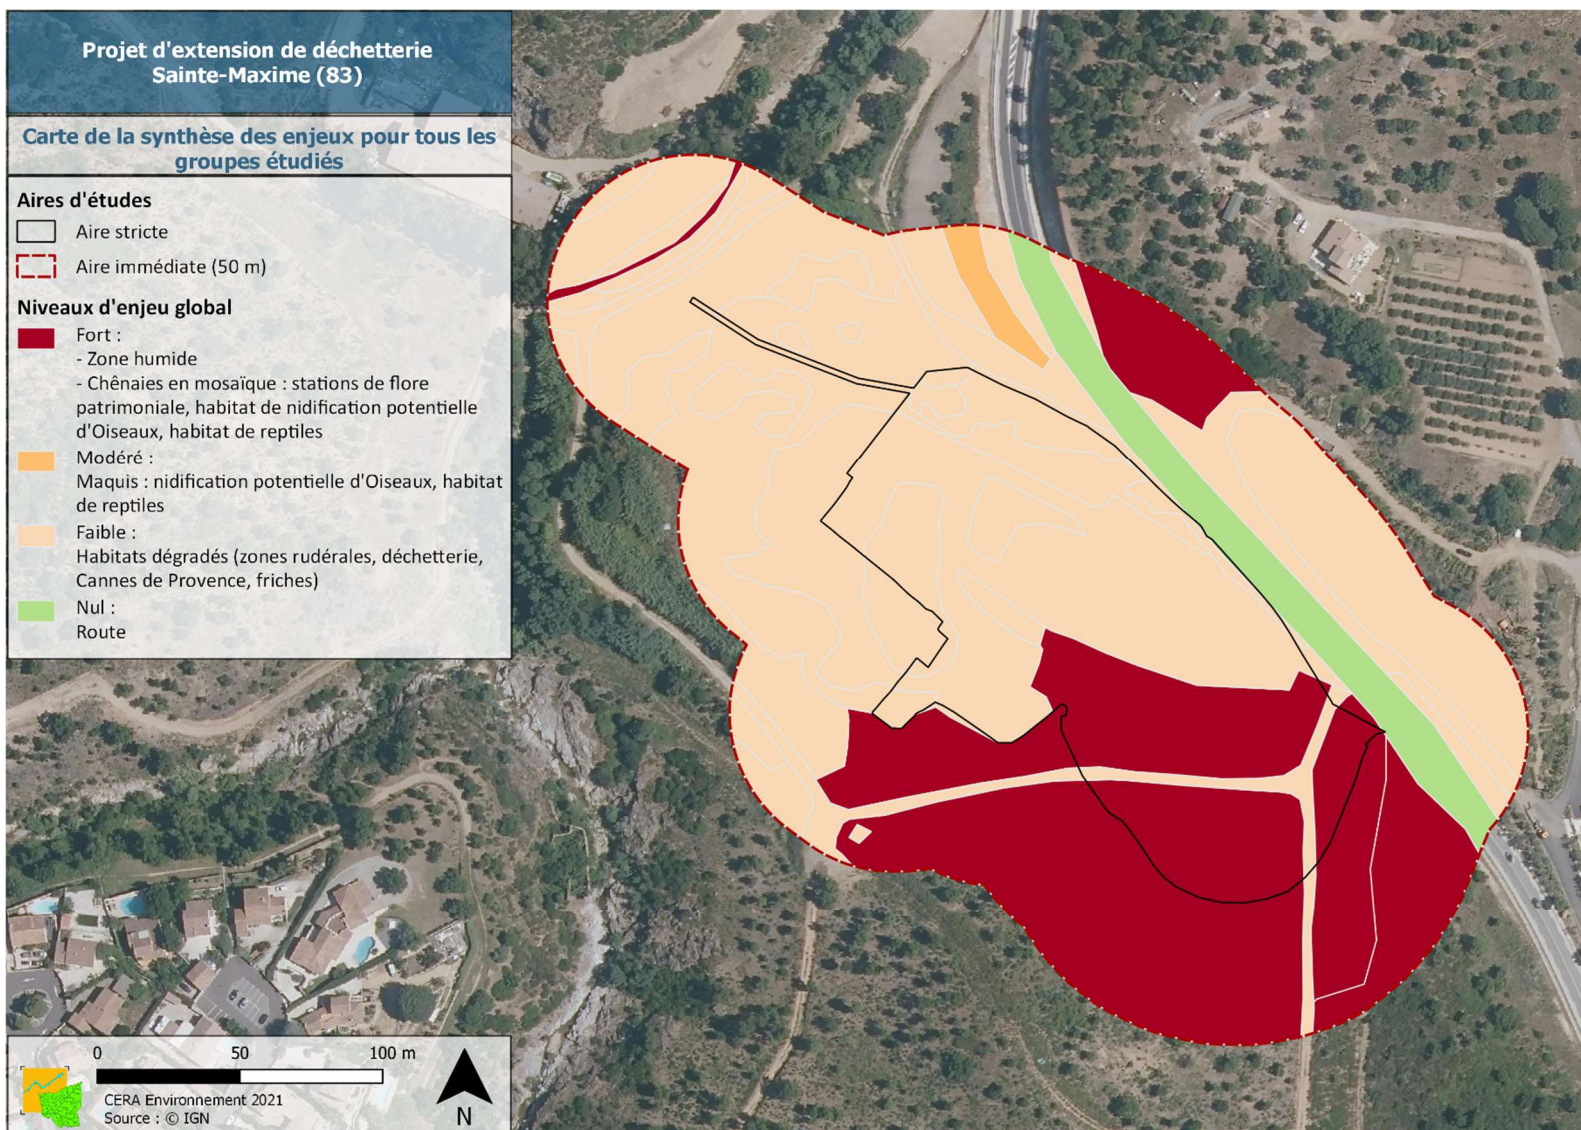 Projet d'extension de déchetterie
Sainte-Maxime (83)
Carte de la synthèse des enjeux pour tous les
groupes étudiés
Aires d'études
Aire stricte
Aire immédiate (50 m)
Niveaux d'enjeu global
Fort :
- Zone humide
- Chênaies en mosaïque : stations de flore
patrimoniale, habitat de nidification potentielle
d'Oiseaux, habitat de reptiles
Modéré :
Maquis : nidification potentielle d'Oiseaux, habitat
de reptiles
Faible :
Habitats dégradés (zones rudérales, déchetterie,
Cannes de Provence, friches)
Nul :
Route
0 50 100 m
CERA Environnement 2021
Source : © IGN
N